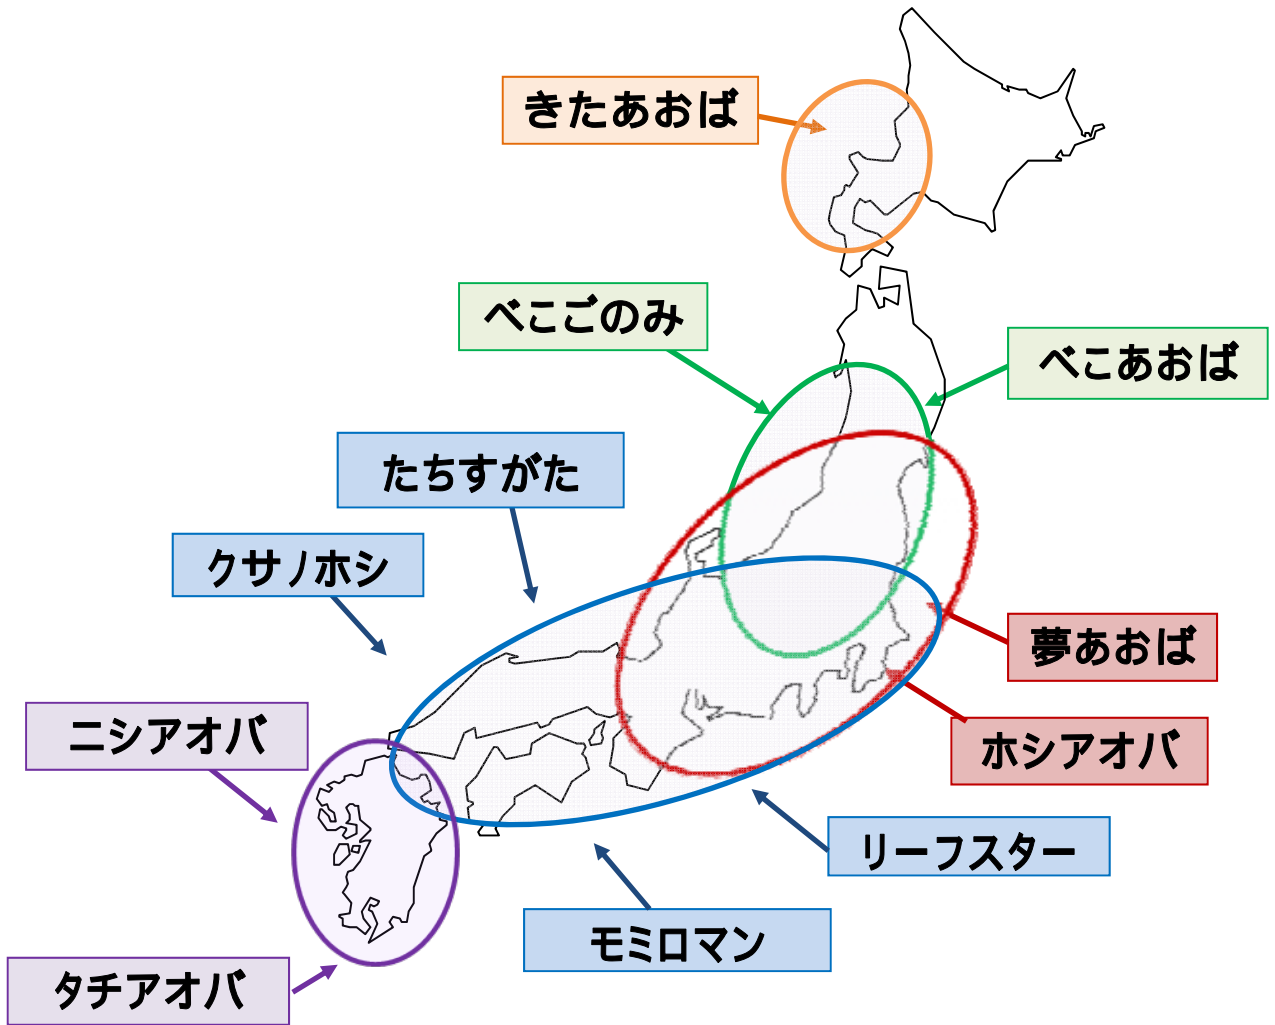 きたあおば
べこごのみ
べこあおば
たちすがた
クサノホシ
夢あおば
ニシアオバ
ホシアオバ
リーフスター
モミロマン
タチアオバ